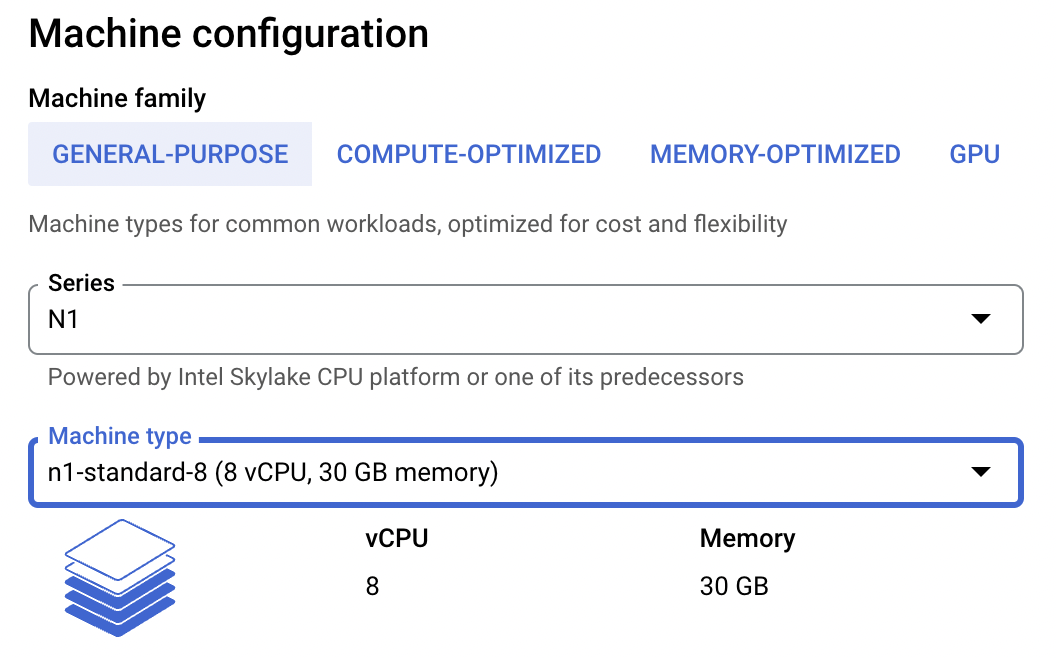 Machine configuration
Machine family
GENERAL-PURPOSE COMPUTE-OPTIMIZED MEMORY-OPTIMIZED GPU
Machine types for common workloads, optimized for cost and flexibility
Series
N1
Powered by Intel Skylake CPU platform or one of its predecessors
Machine type
n1-standard-8 (8 vCPU, 30 GB memory)
vCPU Memory
8 30 GB